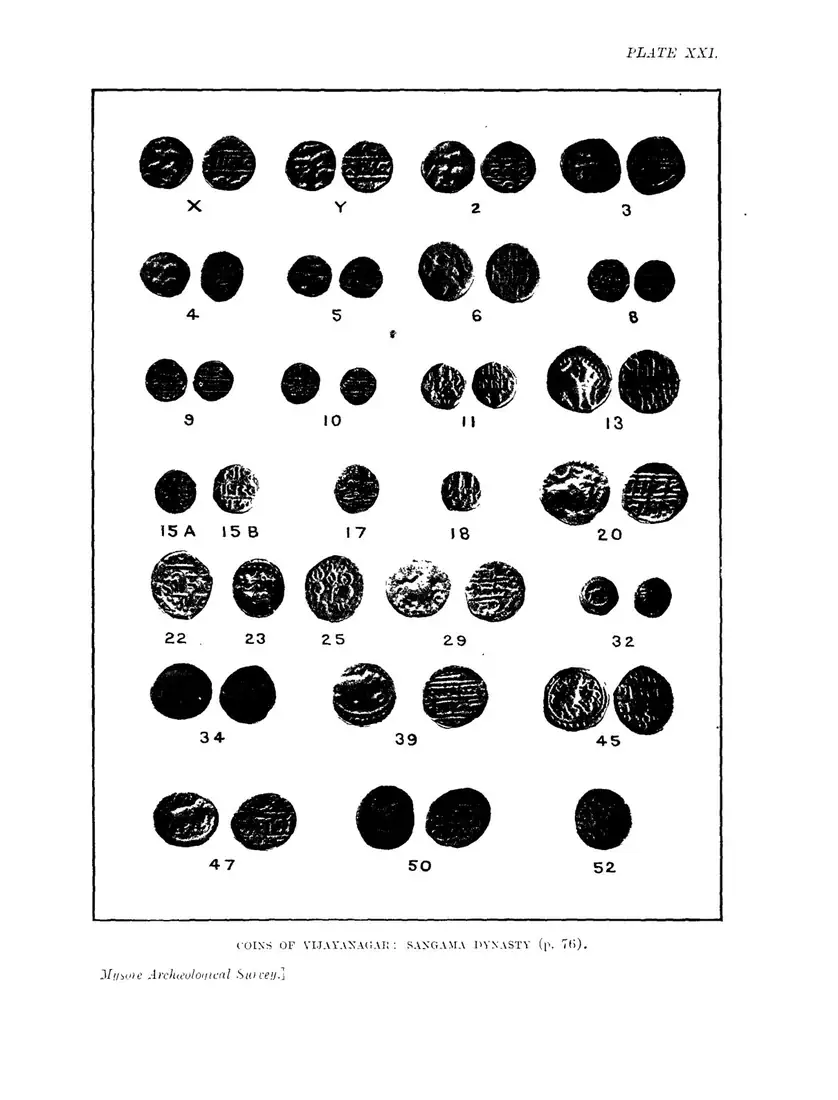 PLATE XXI.
X Y 2 3
4 5 6 8
9 10 11 13
15 A 15 B 17 18 20
22 23 25 29 32
34 39 45
47 50 52
COINS OF VIJAYANAGAR: SANGAMA DYNASTY (p. 76).
Mysore Archæological Survey.]